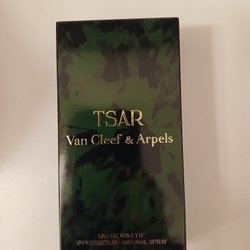 TSAR
Van Cleef & Arpels
EAU DE TOILETTE
VAPORISATEUR - NATURAL SPRAY